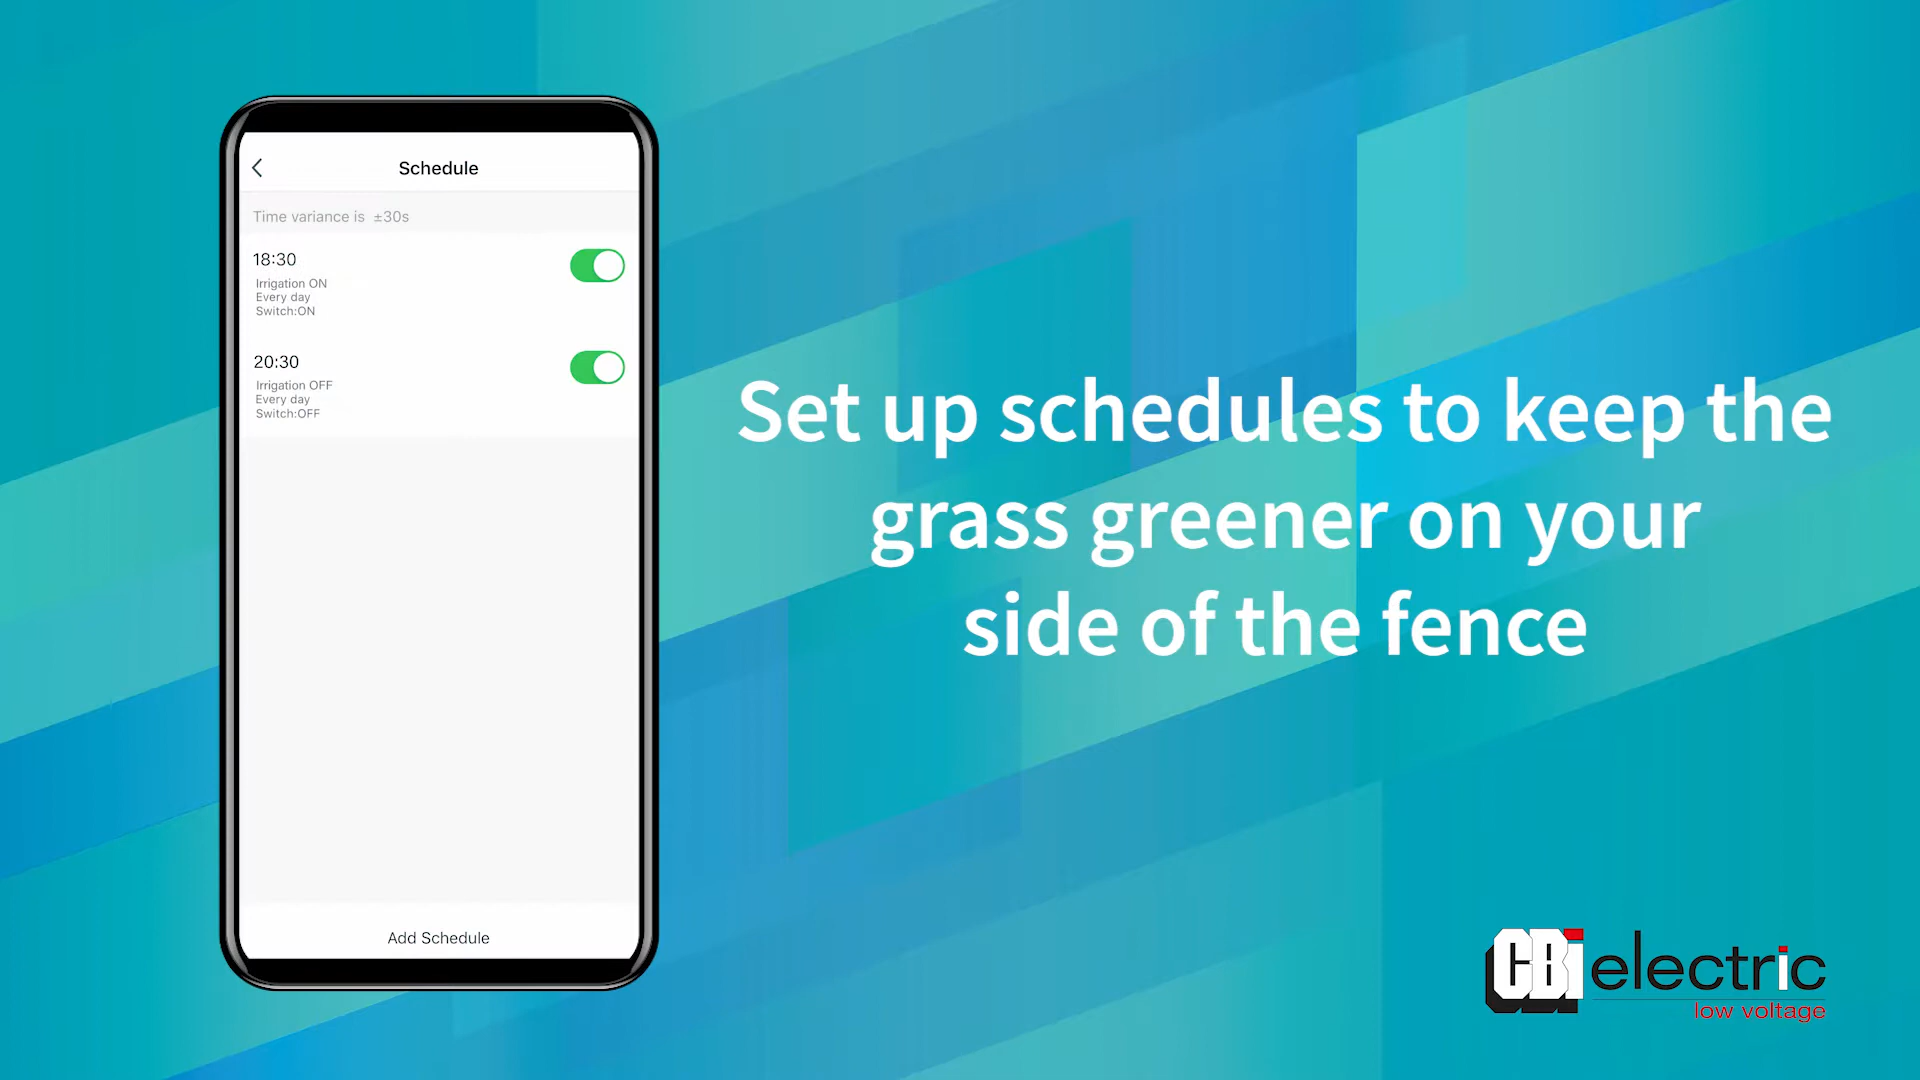 Schedule
Time variance is ±30s
18:30
Irrigation ON
Every day
Switch:ON
20:30
Irrigation OFF
Every day
Switch:OFF
Add Schedule
Set up schedules to keep the
grass greener on your
side of the fence
CBi electric
low voltage